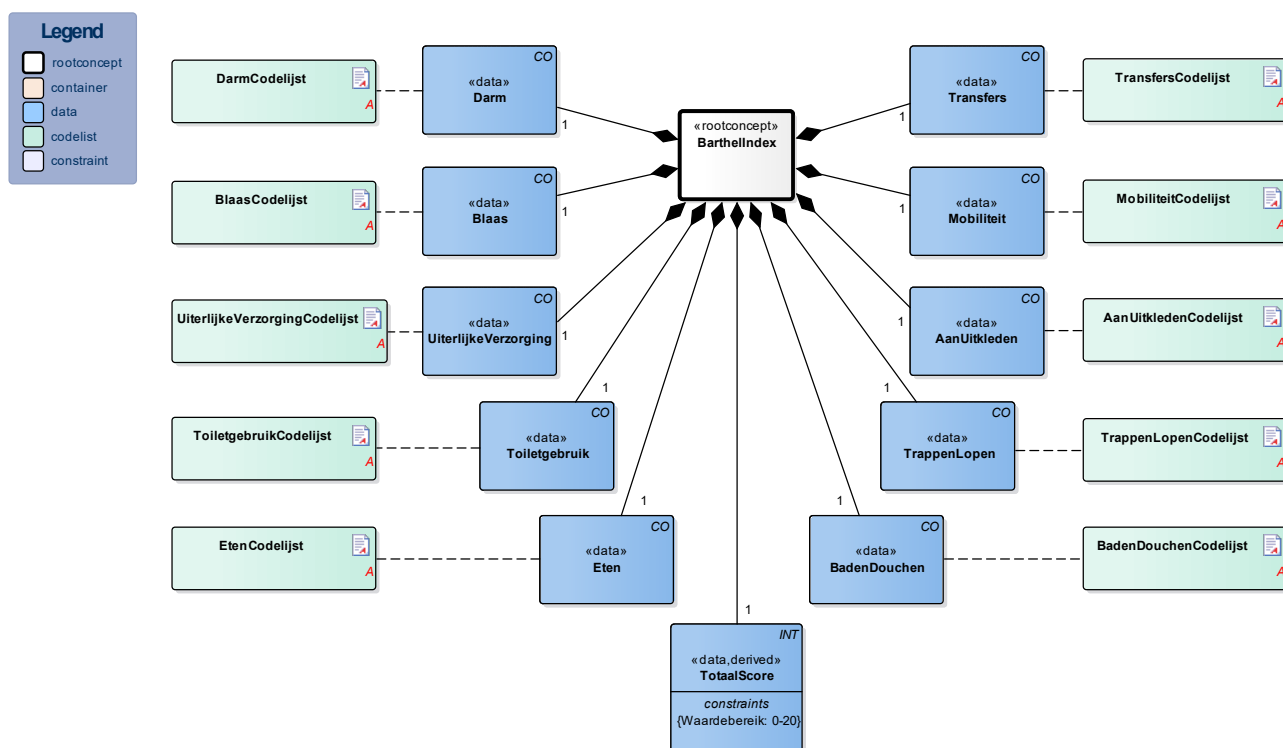 Legend
rootconcept
container
data
codelist
constraint
DarmCodelijst
A
CO
«data»
Darm
1
«rootconcept»
BarthelIndex
CO
«data»
Transfers
1
TransfersCodelijst
A
BlaasCodelijst
A
CO
«data»
Blaas
1
CO
«data»
Mobiliteit
1
MobiliteitCodelijst
A
UiterlijkeVerzorgingCodelijst
A
CO
«data»
UiterlijkeVerzorging
1
CO
«data»
AanUitkleden
1
AanUitkledenCodelijst
A
ToiletgebruikCodelijst
A
1
CO
«data»
Toiletgebruik
1
CO
«data»
TrappenLopen
TrappenLopenCodelijst
A
EtenCodelijst
A
1
CO
«data»
Eten
1
CO
«data»
BadenDouchen
BadenDouchenCodelijst
A
1
INT
«data,derived»
TotaalScore
constraints
{Waardebereik: 0-20}